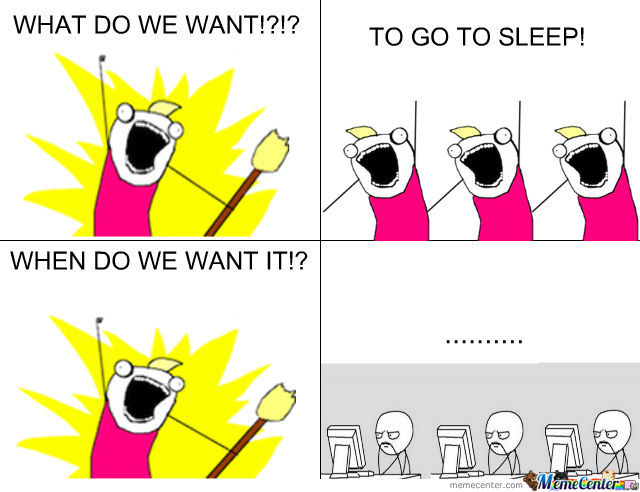 WHAT DO WE WANT!?!?
TO GO TO SLEEP!
WHEN DO WE WANT IT!?
..........
memecenter.com MemeCenter